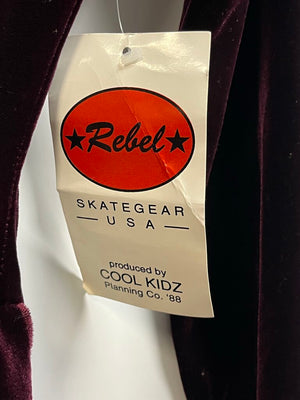 ★Rebel★
SKATEGEAR
— USA —
produced by
COOL KIDZ
Planning Co. '88